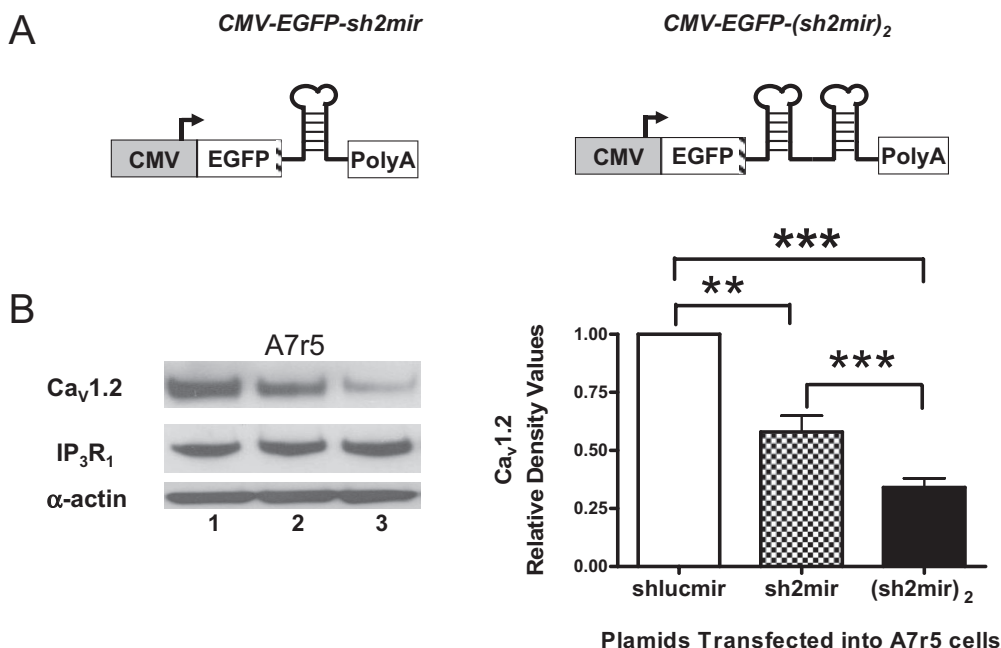 A
CMV-EGFP-sh2mir
CMV-EGFP-(sh2mir)2
CMV EGFP PolyA
CMV EGFP PolyA
B
A7r5
CaV1.2
IP3R1
α-actin
1 2 3
***
**
***
CaV1.2
Relative Density Values
1.00
0.75
0.50
0.25
0.00
shlucmir sh2mir (sh2mir) 2
Plamids Transfected into A7r5 cells